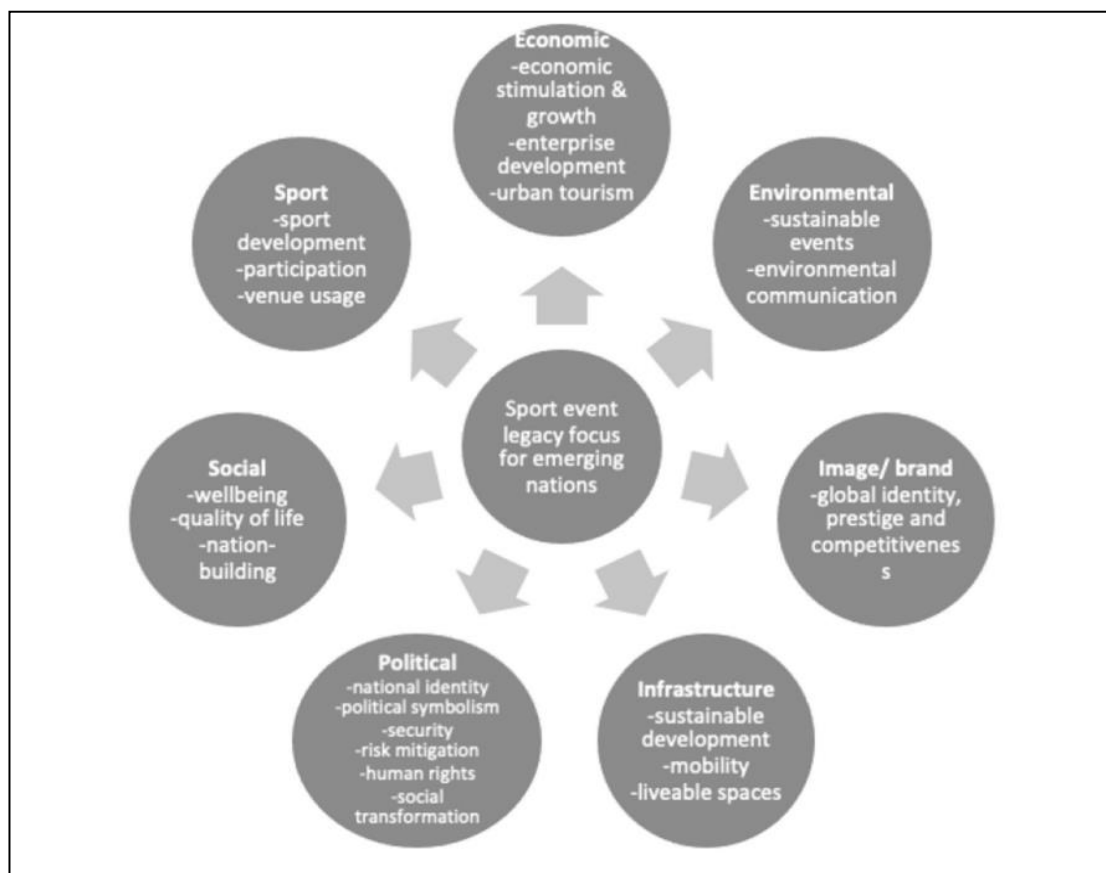 Economic
-economic
stimulation &
growth
-enterprise
development
-urban tourism
Sport
-sport
development
-participation
-venue usage
Environmental
-sustainable
events
-environmental
communication
Sport event
legacy focus
for emerging
nations
Social
-wellbeing
-quality of life
-nation-
building
Image/ brand
-global identity,
prestige and
competitivenes
s
Political
-national identity
-political symbolism
-security
-risk mitigation
-human rights
-social
transformation
Infrastructure
-sustainable
development
-mobility
-liveable spaces